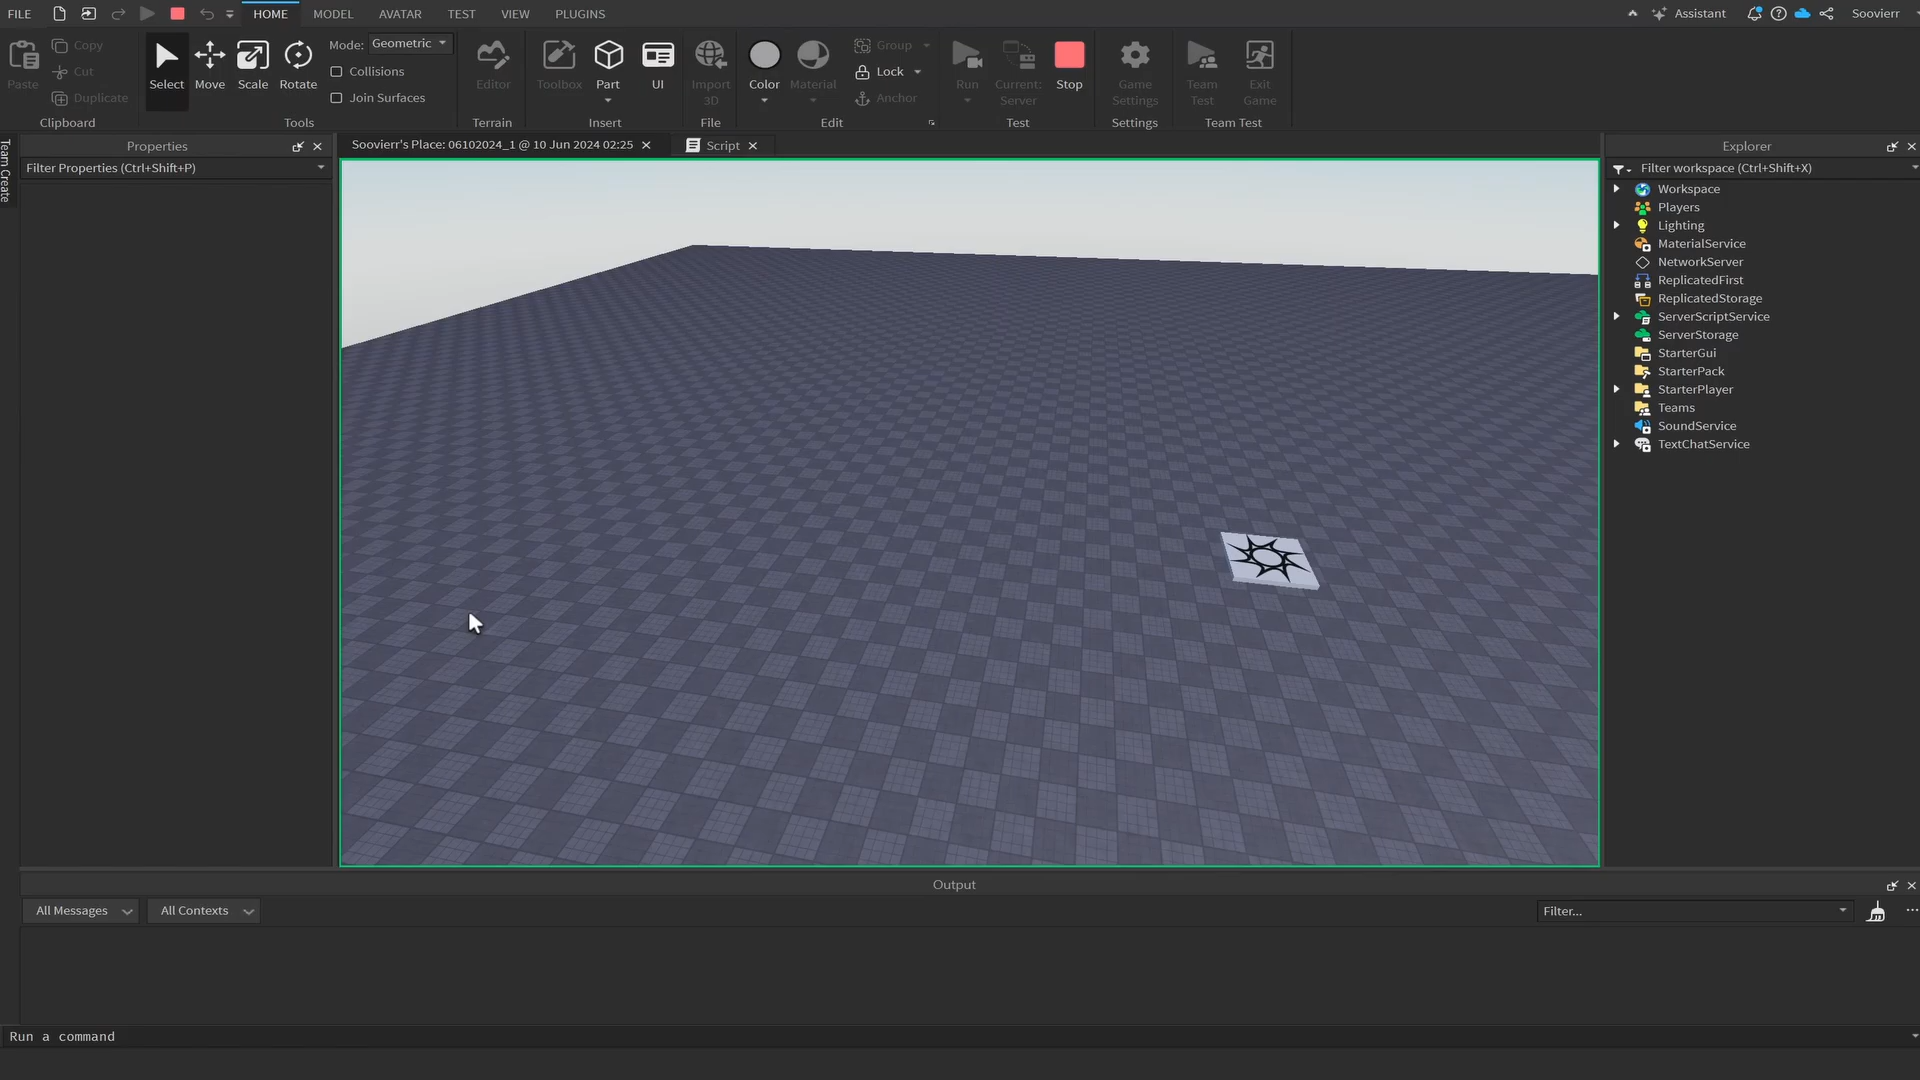 FILE
HOME
MODEL
AVATAR
TEST
VIEW
PLUGINS
Assistant
Soovierr
Paste
Copy
Cut
Duplicate
Clipboard
Select
Move
Scale
Rotate
Mode: Geometric
Collisions
Join Surfaces
Tools
Editor
Terrain
Toolbox
Part
UI
Insert
Import
3D
File
Color
Material
Group
Lock
Anchor
Edit
Run
Current:
Server
Stop
Test
Game
Settings
Settings
Team
Test
Exit
Game
Team Test
Team Create
Properties
Filter Properties (Ctrl+Shift+P)
Soovierr's Place: 06102024_1 @ 10 Jun 2024 02:25
Script
Explorer
Filter workspace (Ctrl+Shift+X)
Workspace
Players
Lighting
MaterialService
NetworkServer
ReplicatedFirst
ReplicatedStorage
ServerScriptService
ServerStorage
StarterGui
StarterPack
StarterPlayer
Teams
SoundService
TextChatService
Output
All Messages
All Contexts
Filter...
Run a command